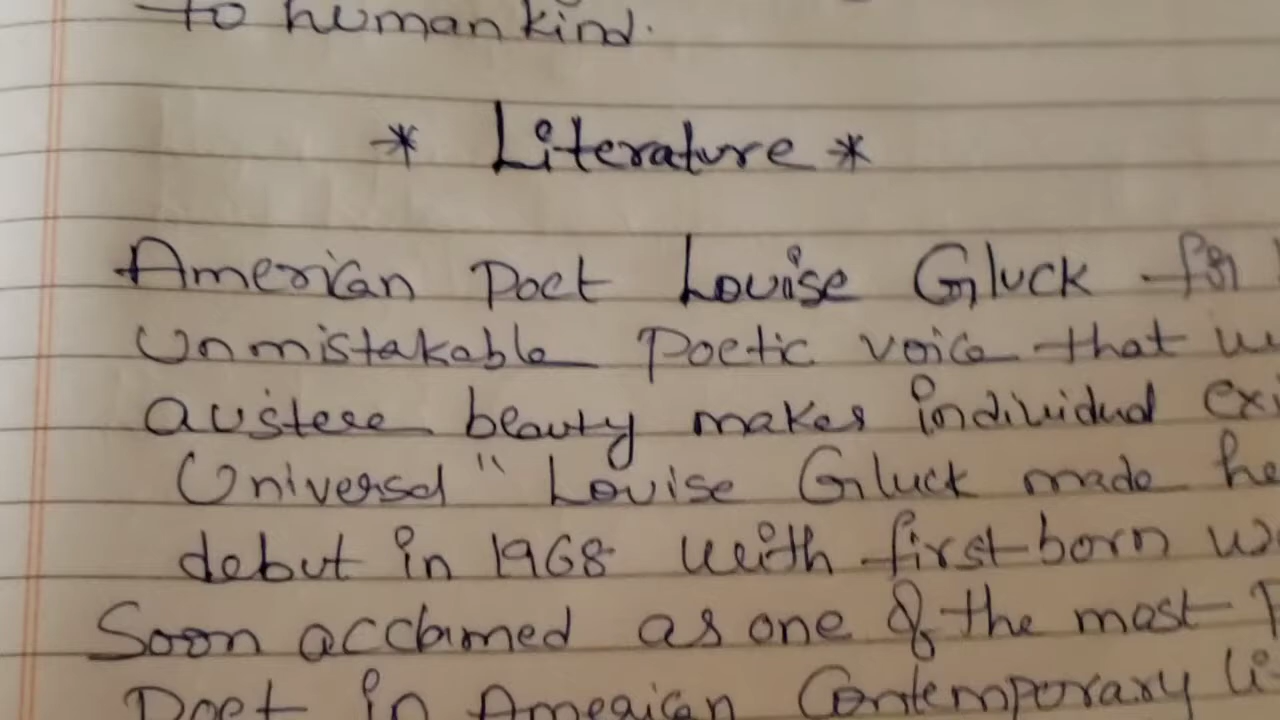 to humankind.
* Literature *
American Poet Louise Gluck for
Unmistakable poetic voice that
austere beauty makes individual
Universal" Louise Gluck made
debut in 1968 with first born
Soon acclaimed as one of the most
Poet in American Contemporary